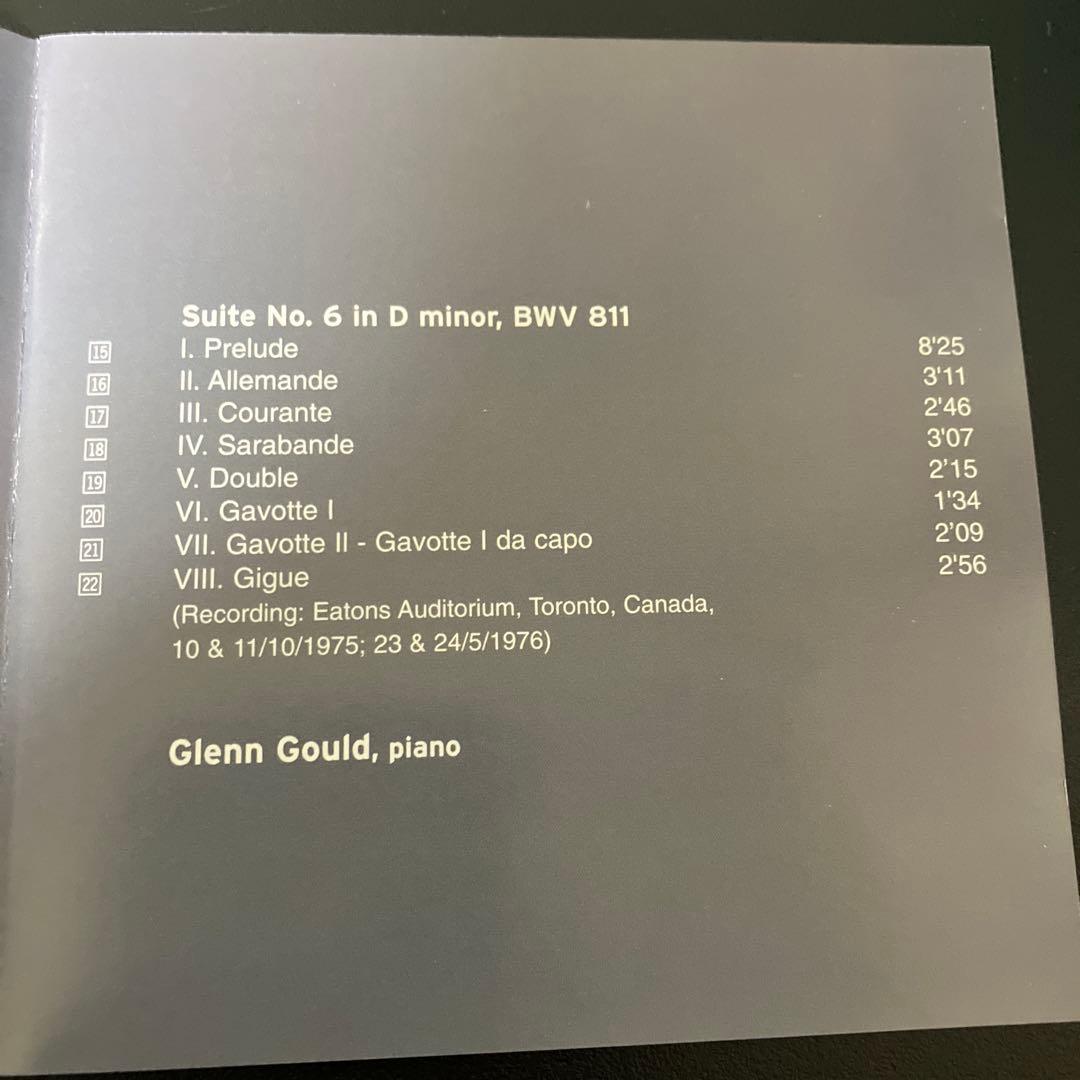 Suite No. 6 in D minor, BWV 811
15 I. Prelude 8'25
16 II. Allemande 3'11
17 III. Courante 2'46
18 IV. Sarabande 3'07
19 V. Double 2'15
20 VI. Gavotte I 1'34
21 VII. Gavotte II - Gavotte I da capo 2'09
22 VIII. Gigue 2'56
(Recording: Eatons Auditorium, Toronto, Canada,
10 & 11/10/1975; 23 & 24/5/1976)
Glenn Gould, piano